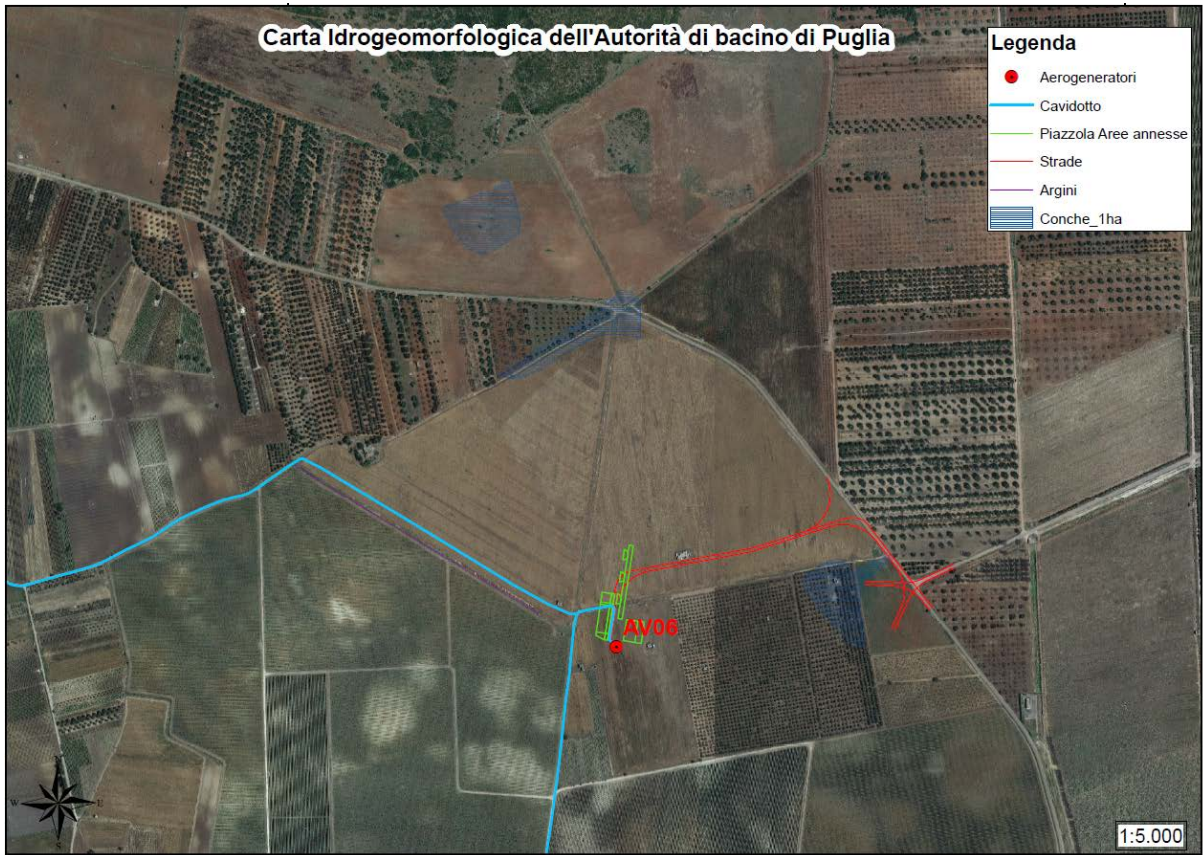 Carta Idrogeomorfologica dell'Autorità di bacino di Puglia
Legenda
Aerogeneratori
Cavidotto
Piazzola Aree annesse
Strade
Argini
Conche_1ha
AV06
W
E
S
1:5.000